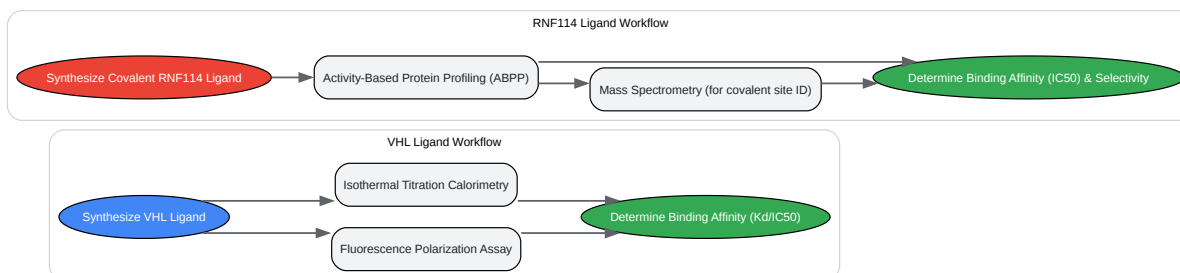 RNF114 Ligand Workflow
Synthesize Covalent RNF114 Ligand
Activity-Based Protein Profiling (ABPP)
Mass Spectrometry (for covalent site ID)
Determine Binding Affinity (IC50) & Selectivity
VHL Ligand Workflow
Synthesize VHL Ligand
Isothermal Titration Calorimetry
Fluorescence Polarization Assay
Determine Binding Affinity (Kd/IC50)